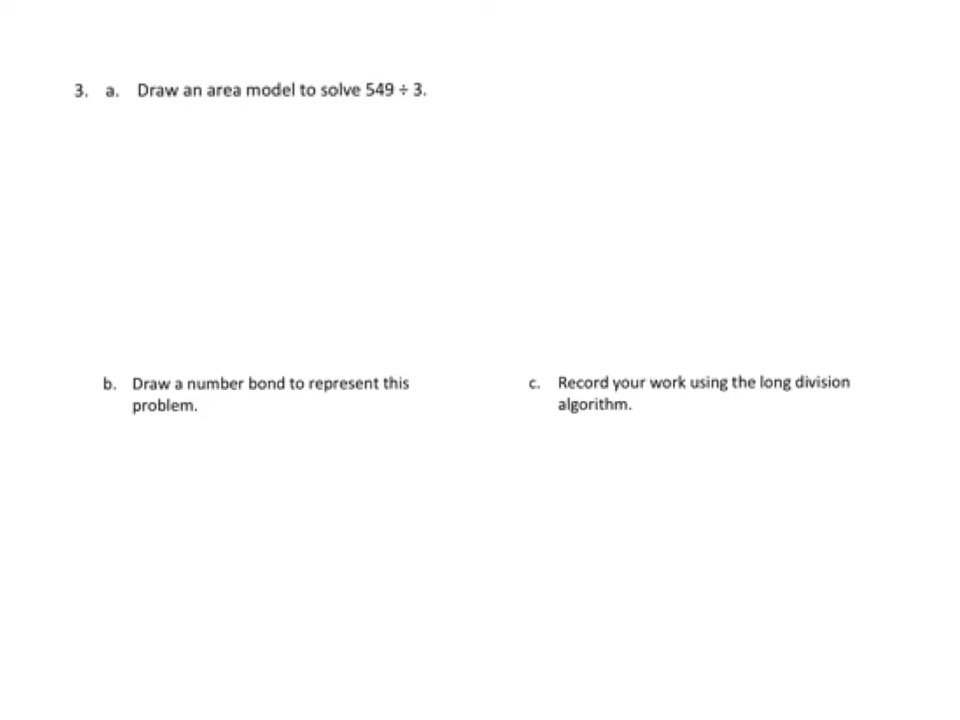 3. a. Draw an area model to solve 549 ÷ 3.
b. Draw a number bond to represent this
problem.
c. Record your work using the long division
algorithm.